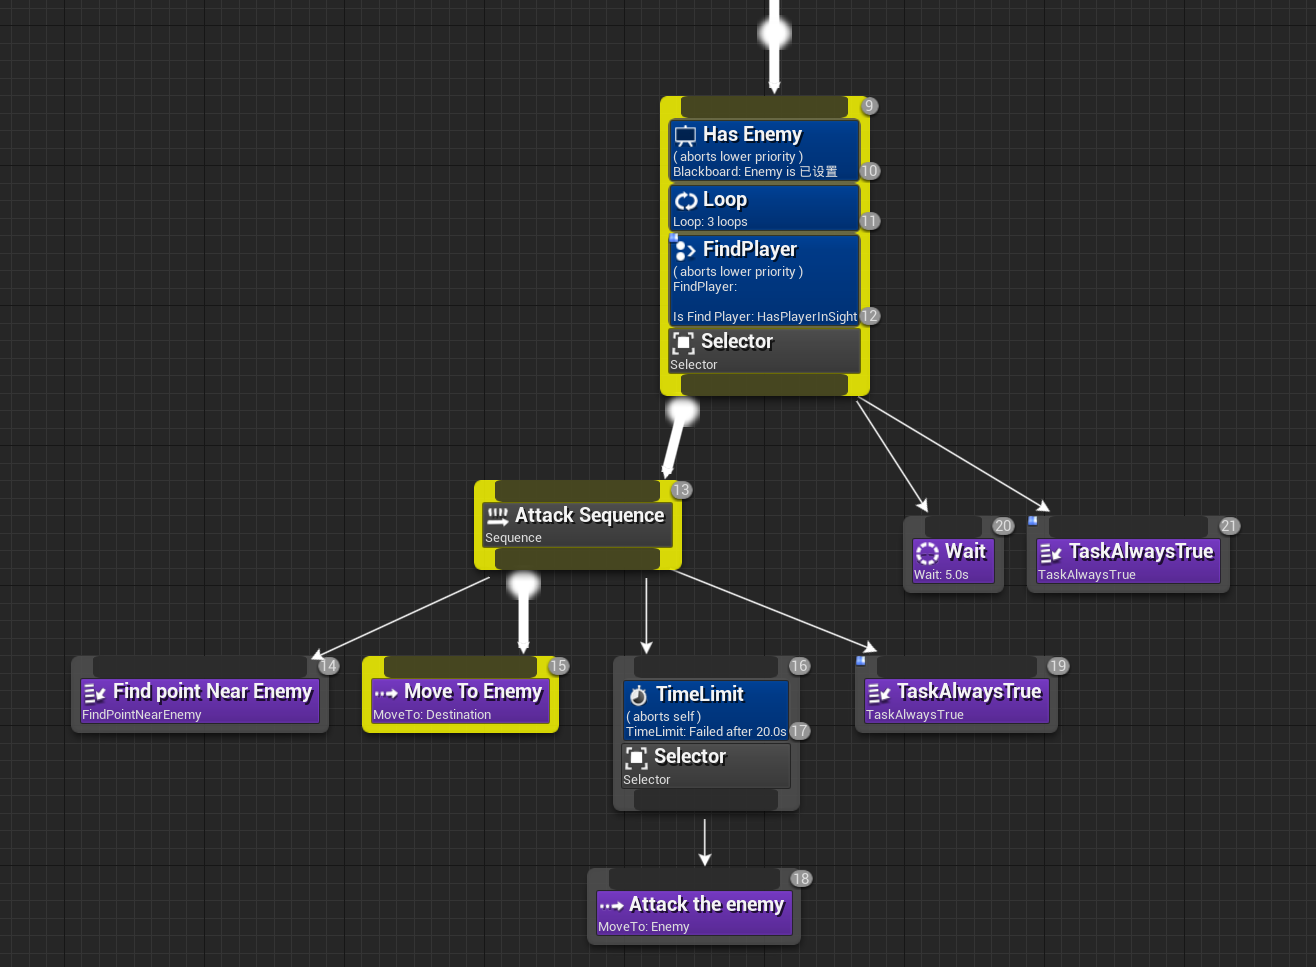 9
Has Enemy
( aborts lower priority )
Blackboard: Enemy is 已设置
10
Loop
Loop: 3 loops
11
FindPlayer
( aborts lower priority )
FindPlayer:
Is Find Player: HasPlayerInSight
12
Selector
Selector
13
Attack Sequence
Sequence
20
Wait
Wait: 5.0s
21
TaskAlwaysTrue
TaskAlwaysTrue
14
Find point Near Enemy
FindPointNearEnemy
15
Move To Enemy
MoveTo: Destination
16
TimeLimit
( aborts self )
TimeLimit: Failed after 20.0s
17
Selector
Selector
19
TaskAlwaysTrue
TaskAlwaysTrue
18
Attack the enemy
MoveTo: Enemy